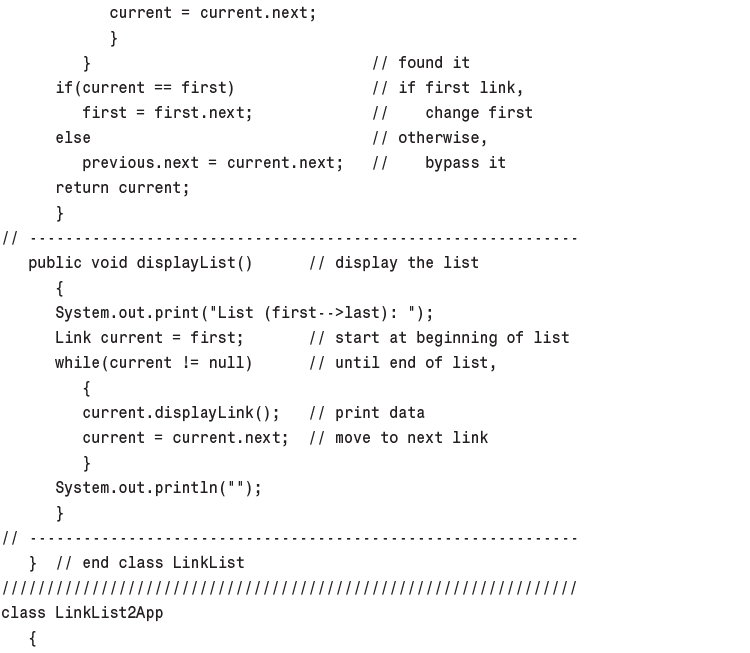 current = current.next;
            }
         }                               // found it
      if(current == first)               // if first link,
         first = first.next;             //    change first
      else                               // otherwise,
         previous.next = current.next;   //    bypass it
      return current;
      }
// -------------------------------------------------------------
   public void displayList()      // display the list
      {
      System.out.print("List (first-->last): ");
      Link current = first;       // start at beginning of list
      while(current != null)      // until end of list,
         {
         current.displayLink();   // print data
         current = current.next;  // move to next link
         }
      System.out.println("");
      }
// -------------------------------------------------------------
   }  // end class LinkList
////////////////////////////////////////////////////////////////
class LinkList2App
   {